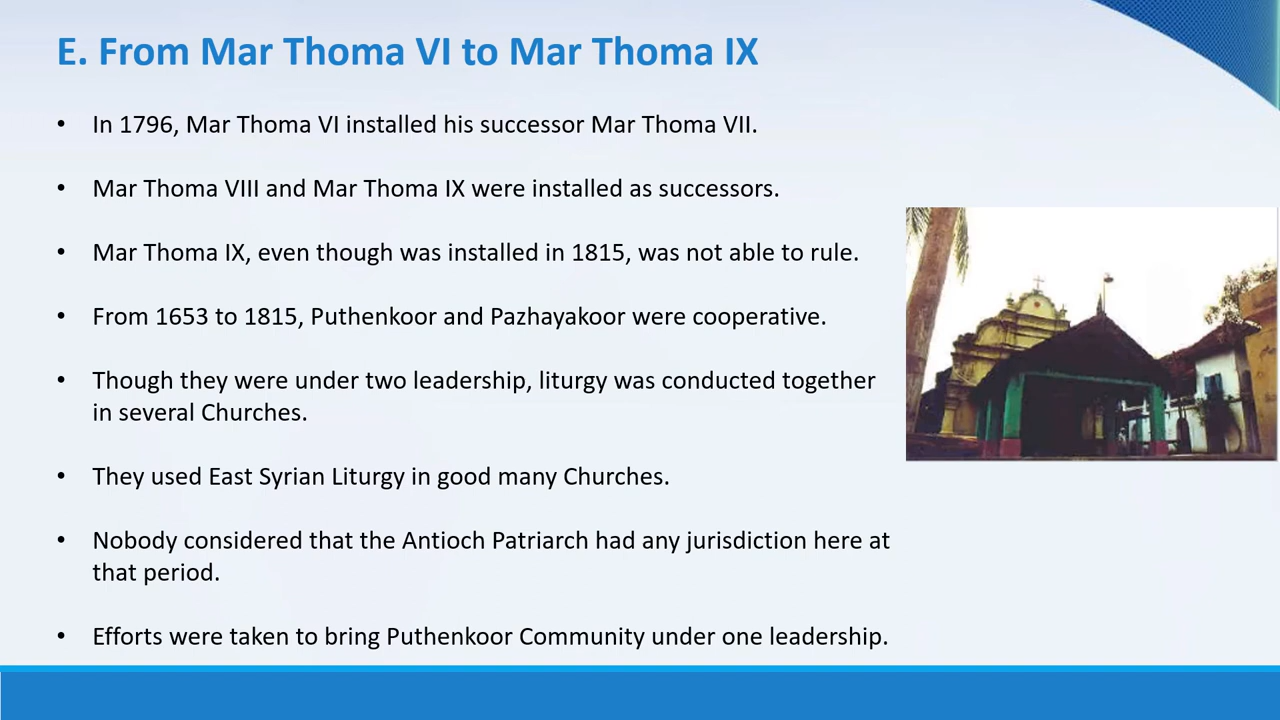 E. From Mar Thoma VI to Mar Thoma IX
• In 1796, Mar Thoma VI installed his successor Mar Thoma VII.
• Mar Thoma VIII and Mar Thoma IX were installed as successors.
• Mar Thoma IX, even though was installed in 1815, was not able to rule.
• From 1653 to 1815, Puthenkoor and Pazhayakoor were cooperative.
• Though they were under two leadership, liturgy was conducted together
in several Churches.
• They used East Syrian Liturgy in good many Churches.
• Nobody considered that the Antioch Patriarch had any jurisdiction here at
that period.
• Efforts were taken to bring Puthenkoor Community under one leadership.